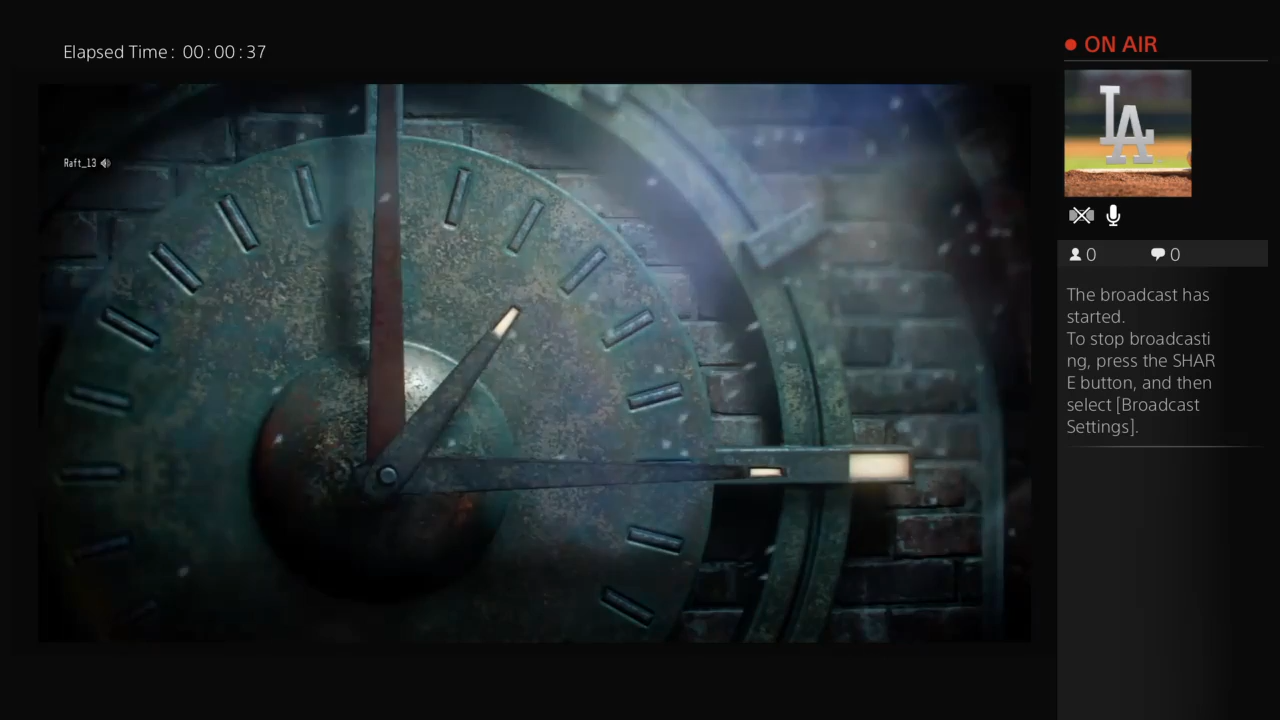 Elapsed Time: 00:00:37
ON AIR
Raft_13
LA
0 0
The broadcast has
started.
To stop broadcasti
ng, press the SHAR
E button, and then
select [Broadcast
Settings].